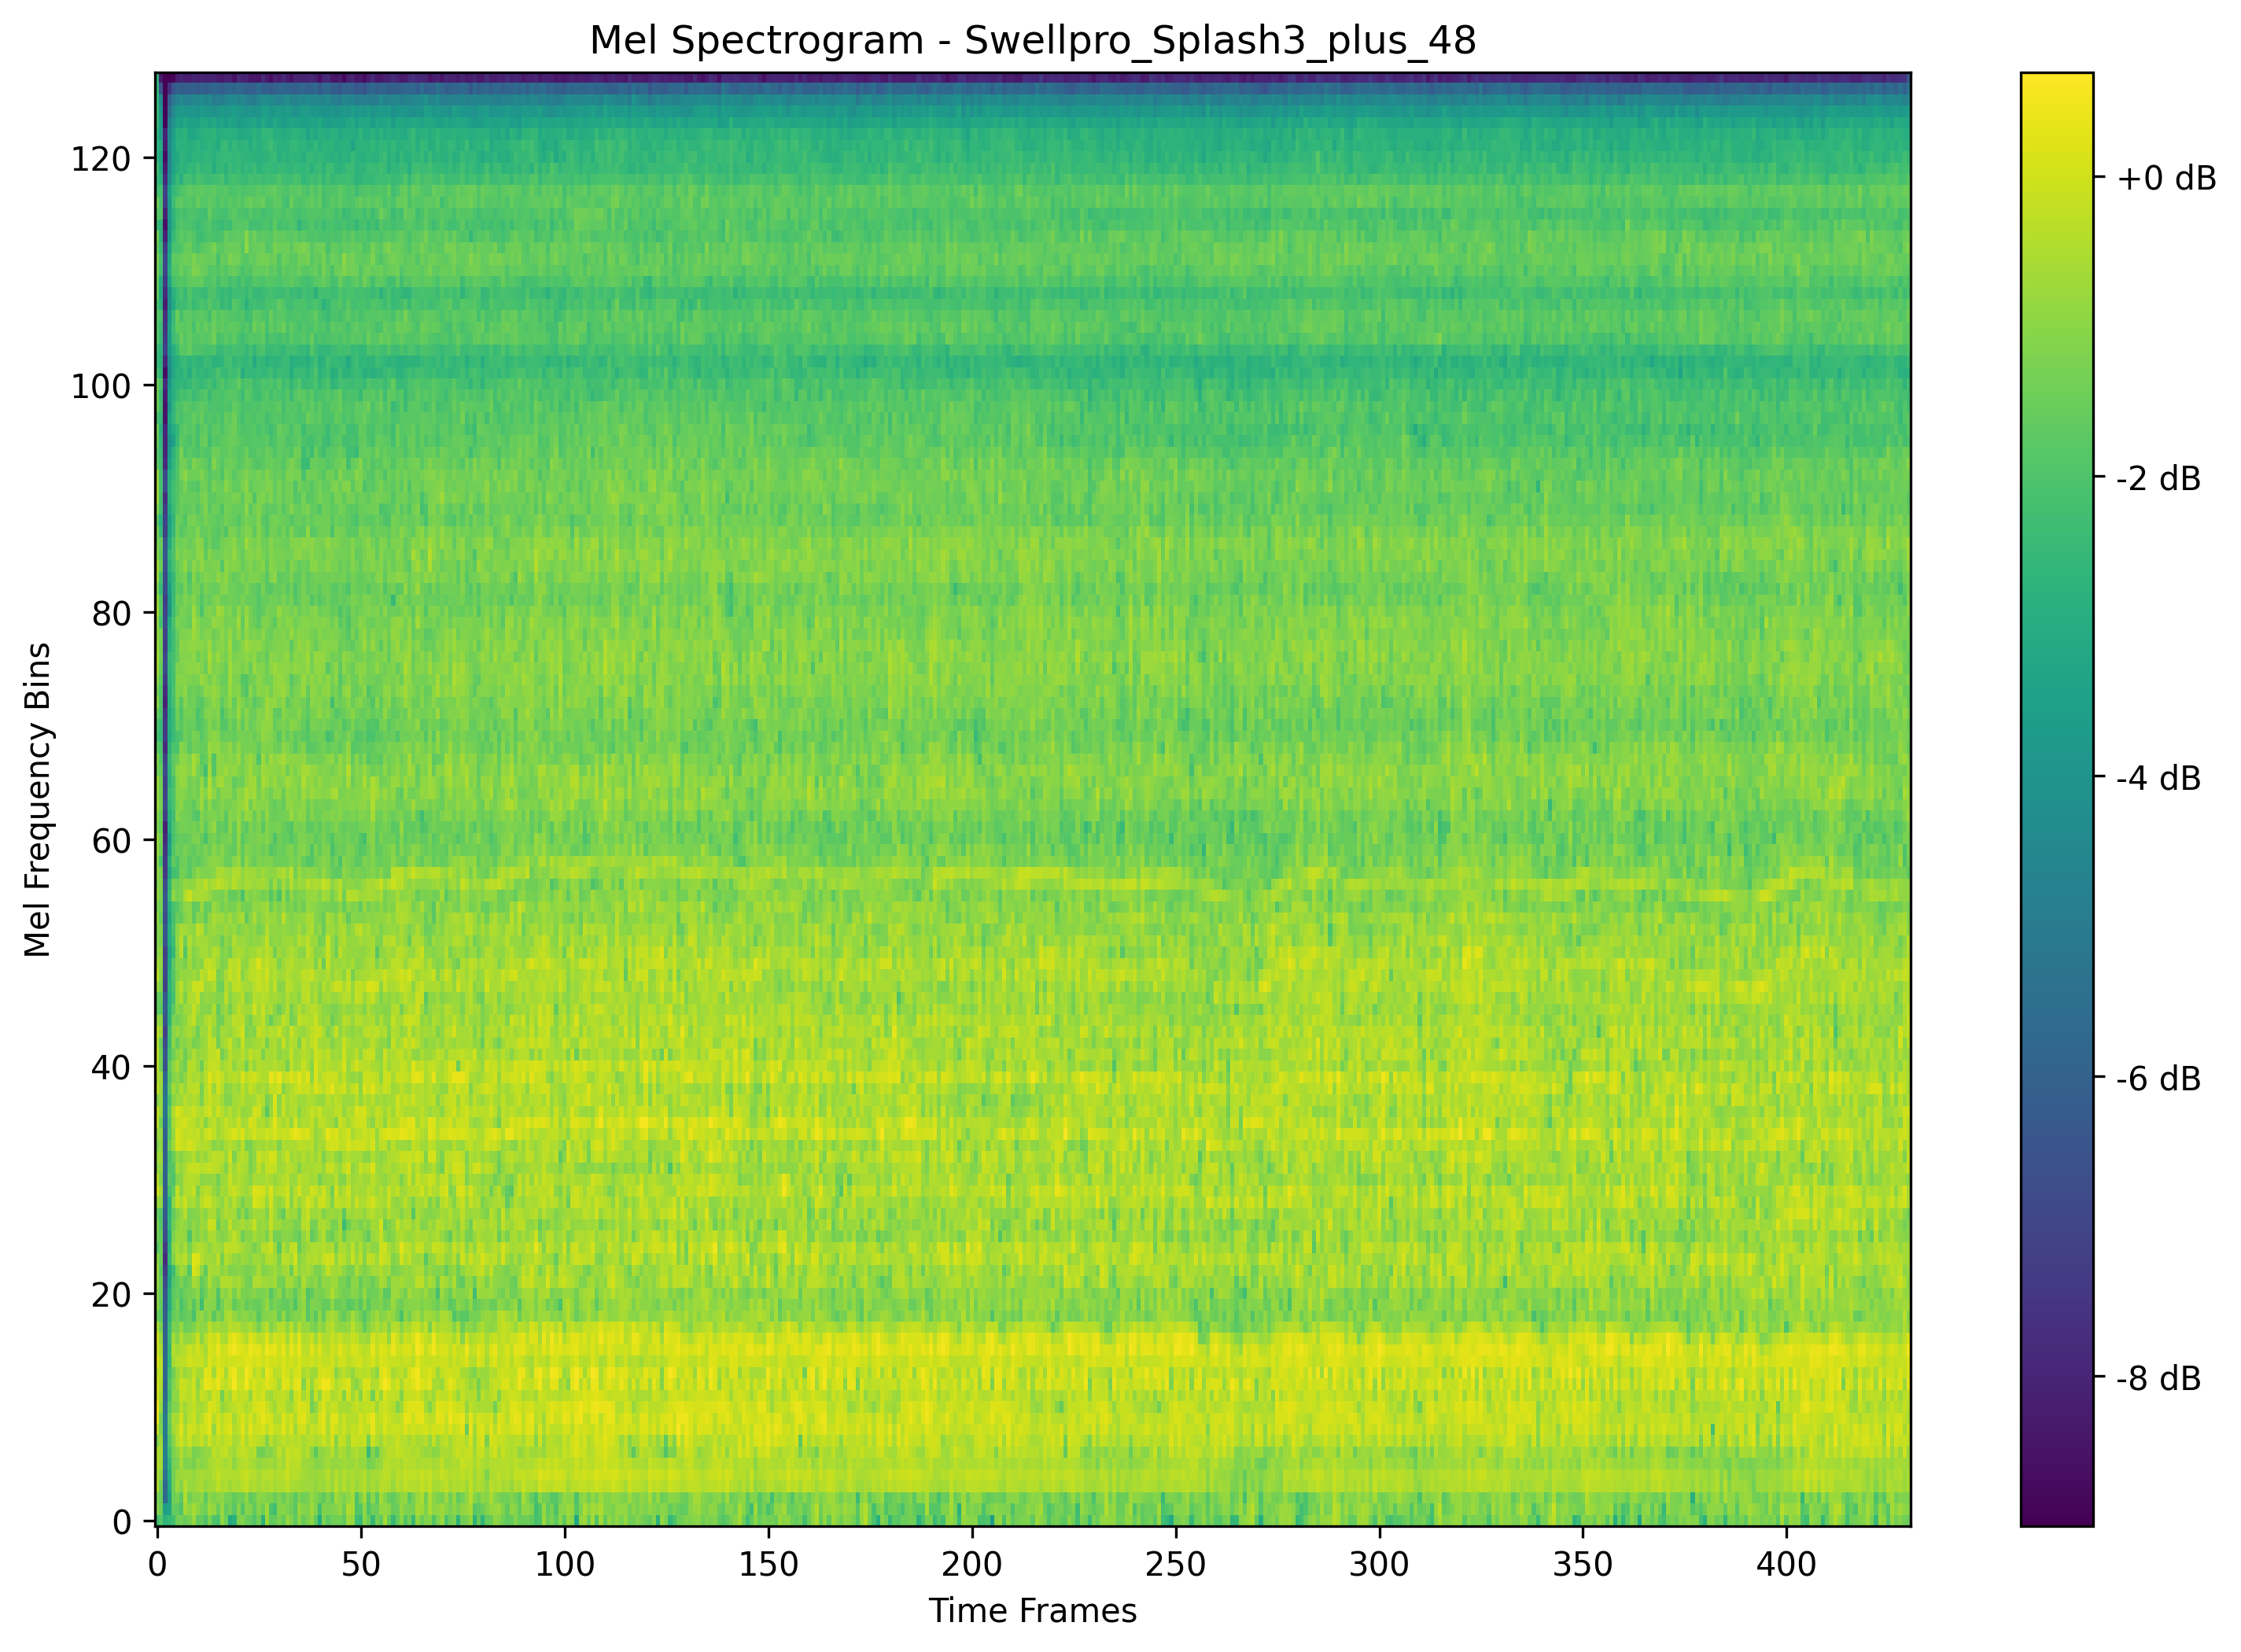 Mel Spectrogram - Swellpro_Splash3_plus_48
Mel Frequency Bins
120
100
80
60
40
20
0
0 50 100 150 200 250 300 350 400
Time Frames
+0 dB
-2 dB
-4 dB
-6 dB
-8 dB